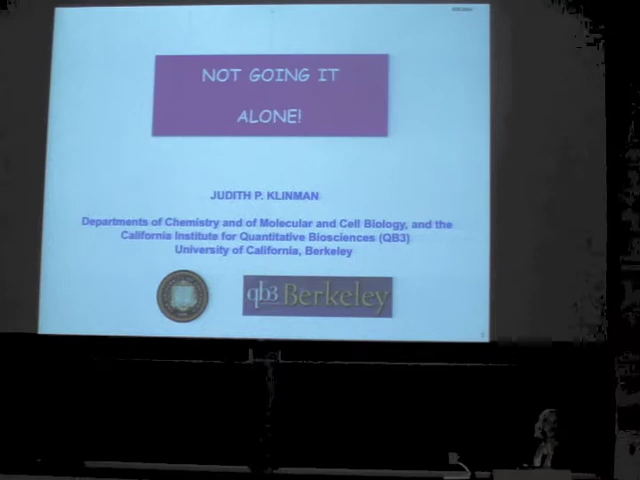 NOT GOING IT
ALONE!
JUDITH P. KLINMAN
Departments of Chemistry and of Molecular and Cell Biology, and the
California Institute for Quantitative Biosciences (QB3)
University of California, Berkeley
qb3 Berkeley